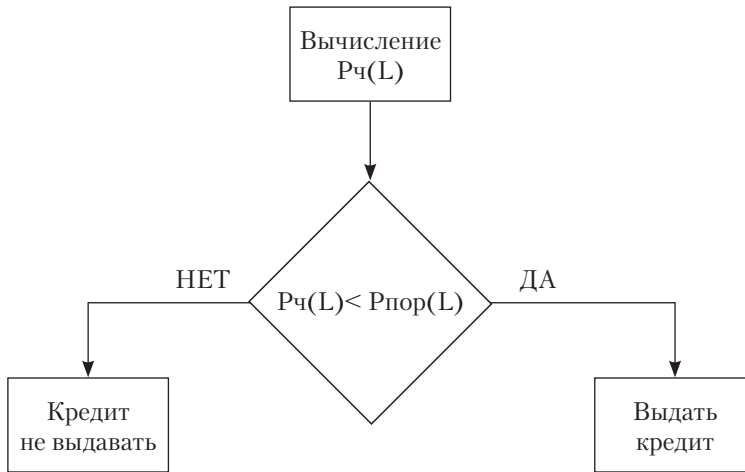 Вычисление
Рч(L)
НЕТ
ДА
Рч(L)< Рпор(L)
Кредит
не выдавать
Выдать
кредит